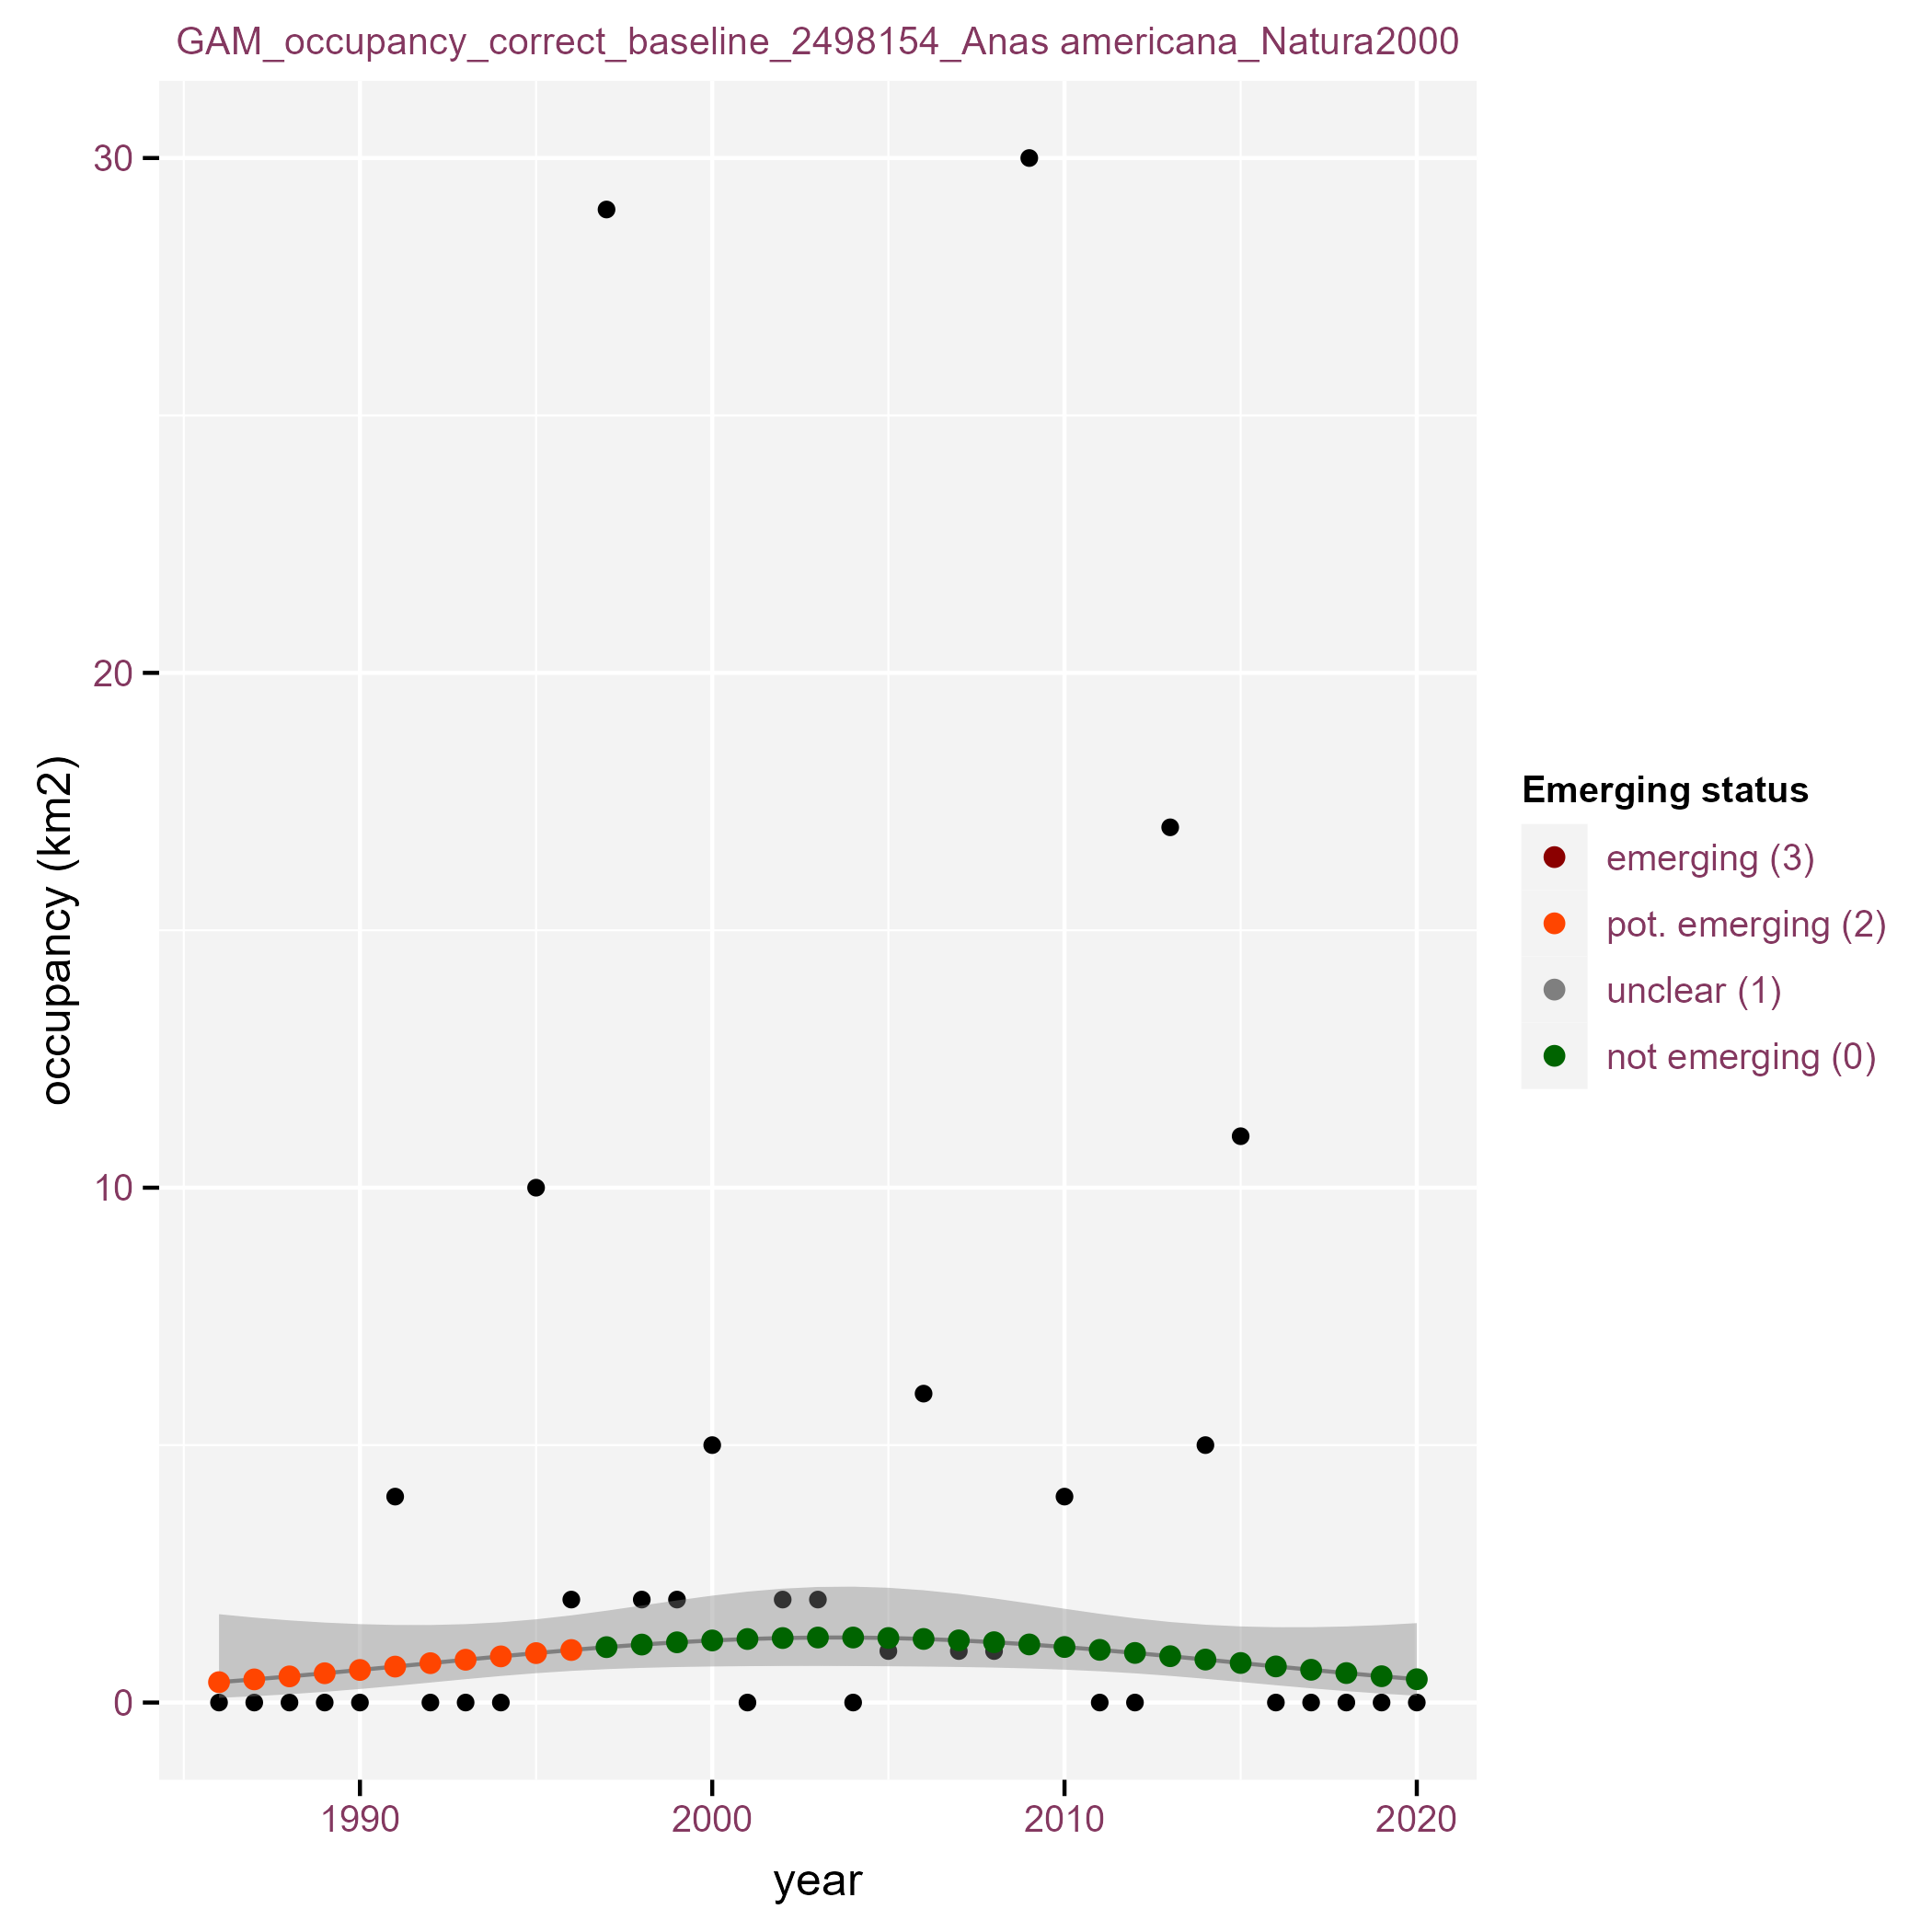 GAM_occupancy_correct_baseline_2498154_Anas americana_Natura2000
30
20
10
0
occupancy (km2)
1990
2000
2010
2020
year
Emerging status
emerging (3)
pot. emerging (2)
unclear (1)
not emerging (0)